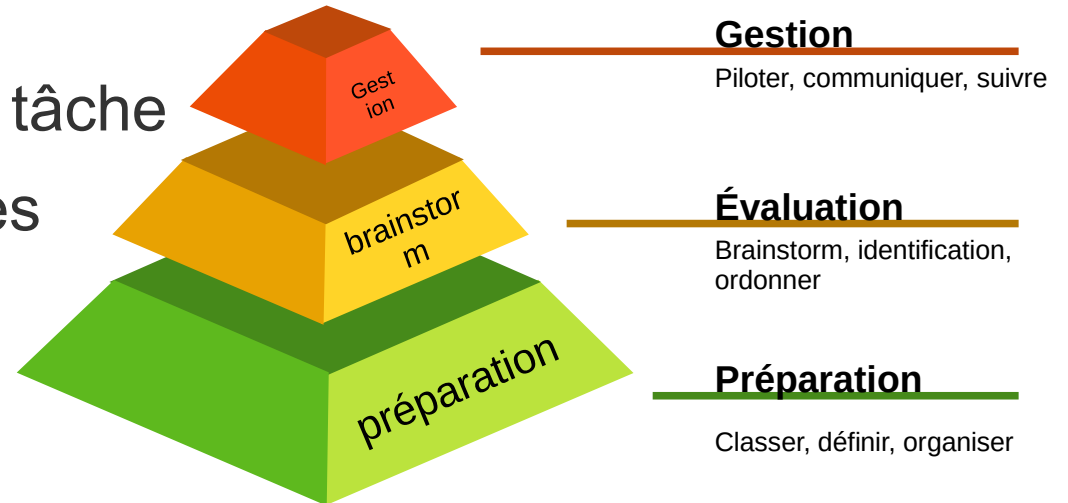 tâche
es
Gest
ion
brainstor
m
préparation
Gestion
Piloter, communiquer, suivre
Évaluation
Brainstorm, identification,
ordonner
Préparation
Classer, définir, organiser